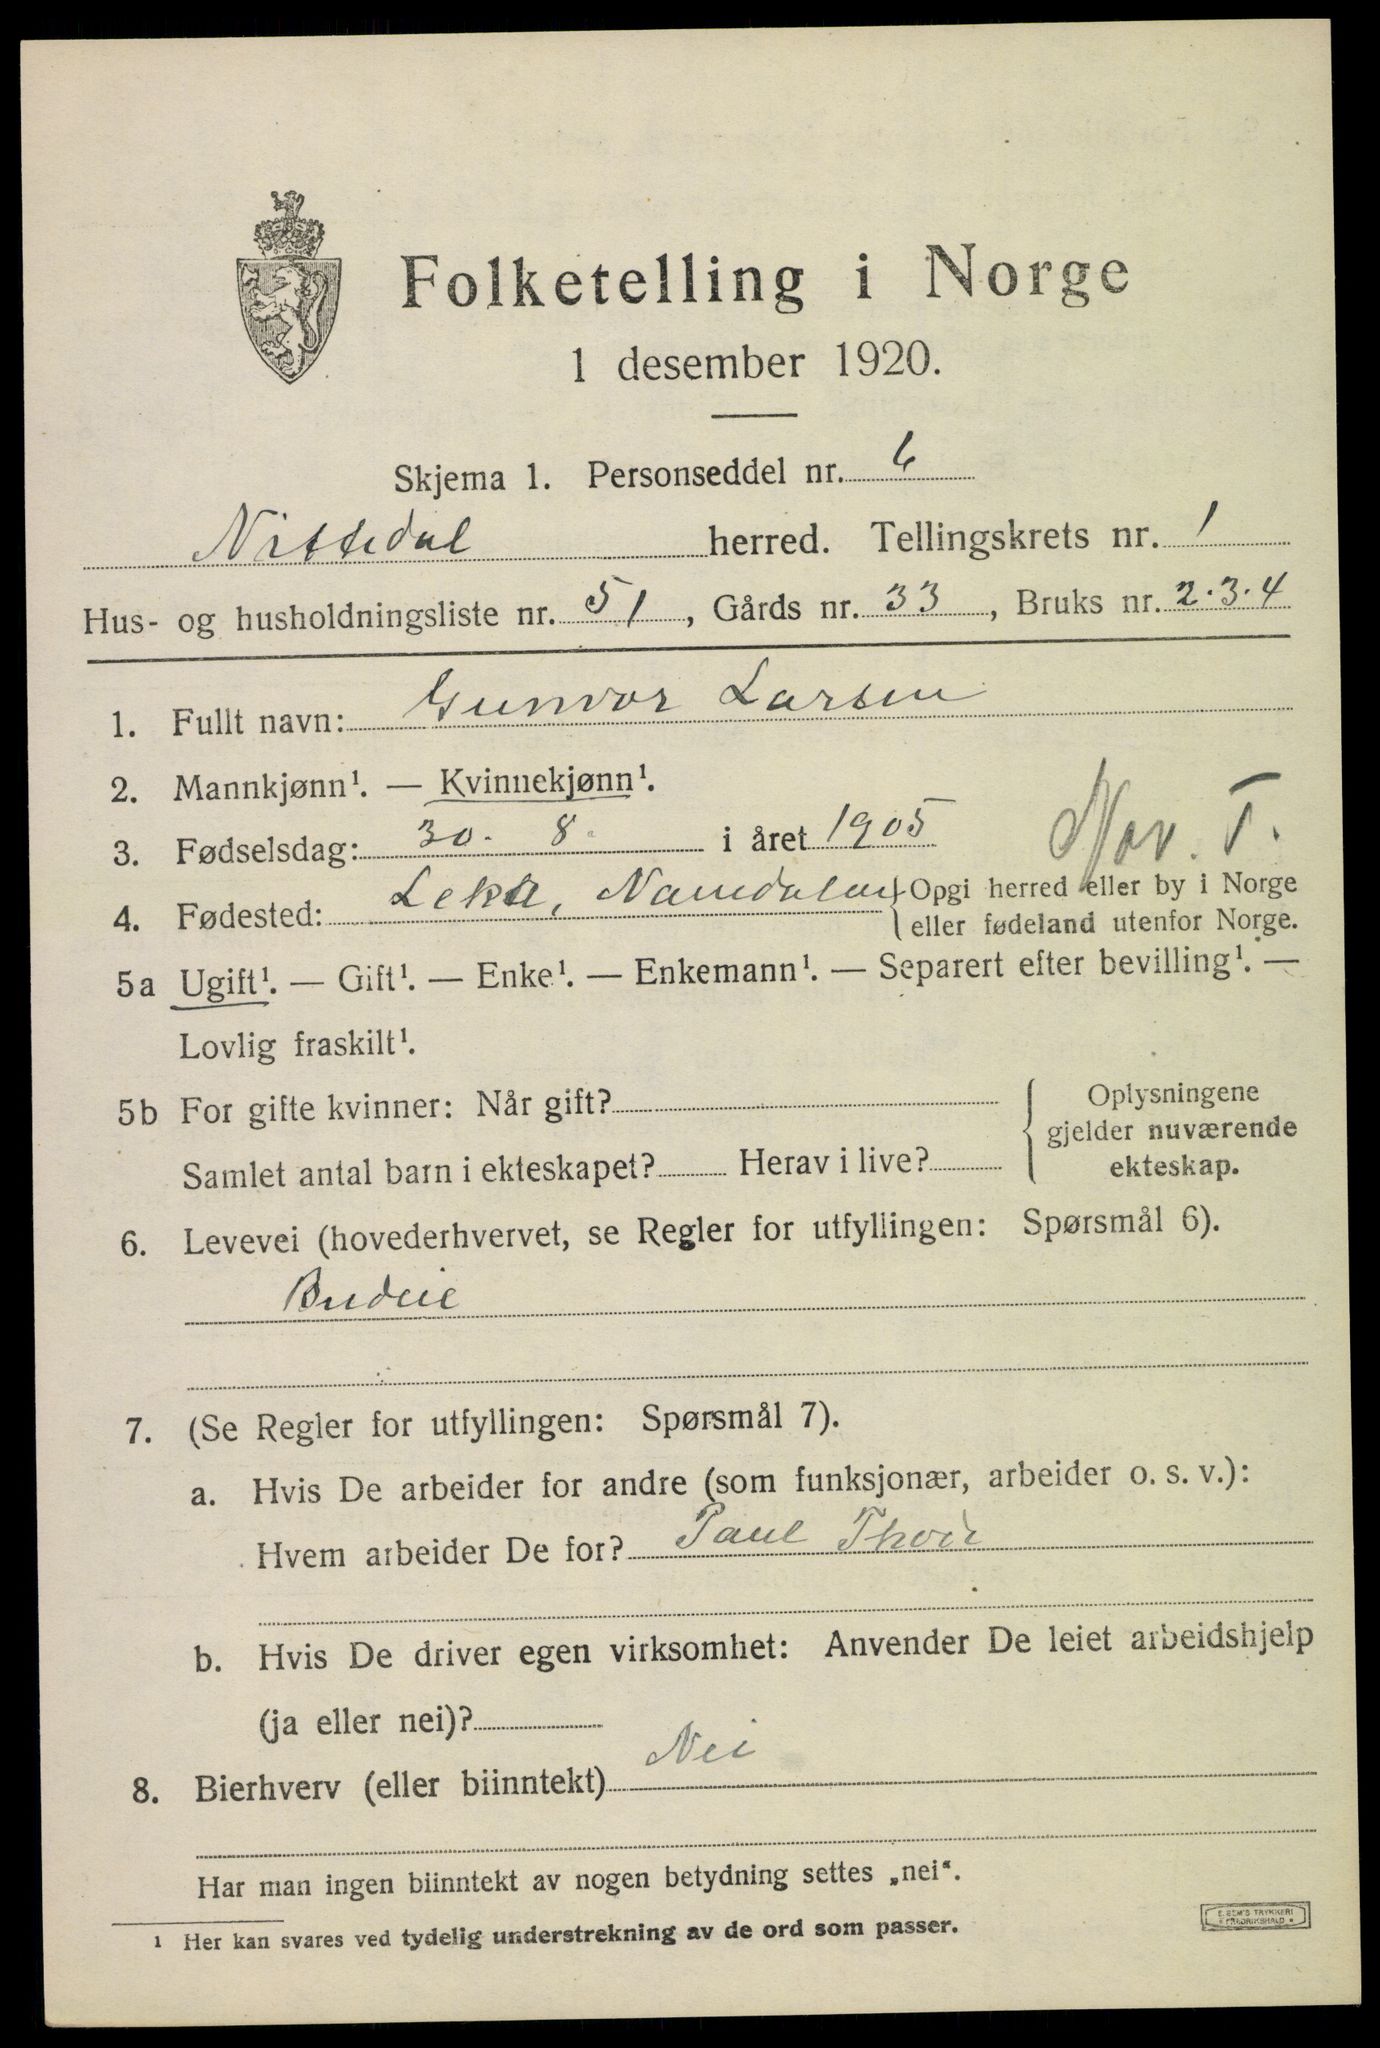 Folketelling i Norge
1 desember 1920.
Skjema 1. Personseddel nr. 6
Nittedal herred. Tellingskrets nr. 1
Hus- og husholdningsliste nr. 51, Gårds nr. 33, Bruks nr. 2.3.4
1. Fullt navn: Gunvor Larsen
2. Mannkjønn¹. — Kvinnekjønn¹.
3. Fødselsdag: 30. 8. i året 1905
Nor. T.
4. Fødested: Leka, Namdalen { Opgi herred eller by i Norge
eller fødeland utenfor Norge.
5a Ugift¹. — Gift¹. — Enke¹. — Enkemann¹. — Separert efter bevilling¹. —
Lovlig fraskilt¹.
5b For gifte kvinner: Når gift?
Samlet antal barn i ekteskapet? Herav i live?
Oplysningene
gjelder nuværende
ekteskap.
6. Levevei (hovederhvervet, se Regler for utfyllingen: Spørsmål 6).
Budeie
7. (Se Regler for utfyllingen: Spørsmål 7).
a. Hvis De arbeider for andre (som funksjonær, arbeider o. s. v.):
Hvem arbeider De for? Paul
b. Hvis De driver egen virksomhet: Anvender De leiet arbeidshjelp
(ja eller nei)?
8. Bierhverv (eller biinntekt) Nei
Har man ingen biinntekt av nogen betydning settes „nei“.
¹ Her kan svares ved tydelig understrekning av de ord som passer.
E. SEM'S TRYKKERI
FREDRIKSHALD